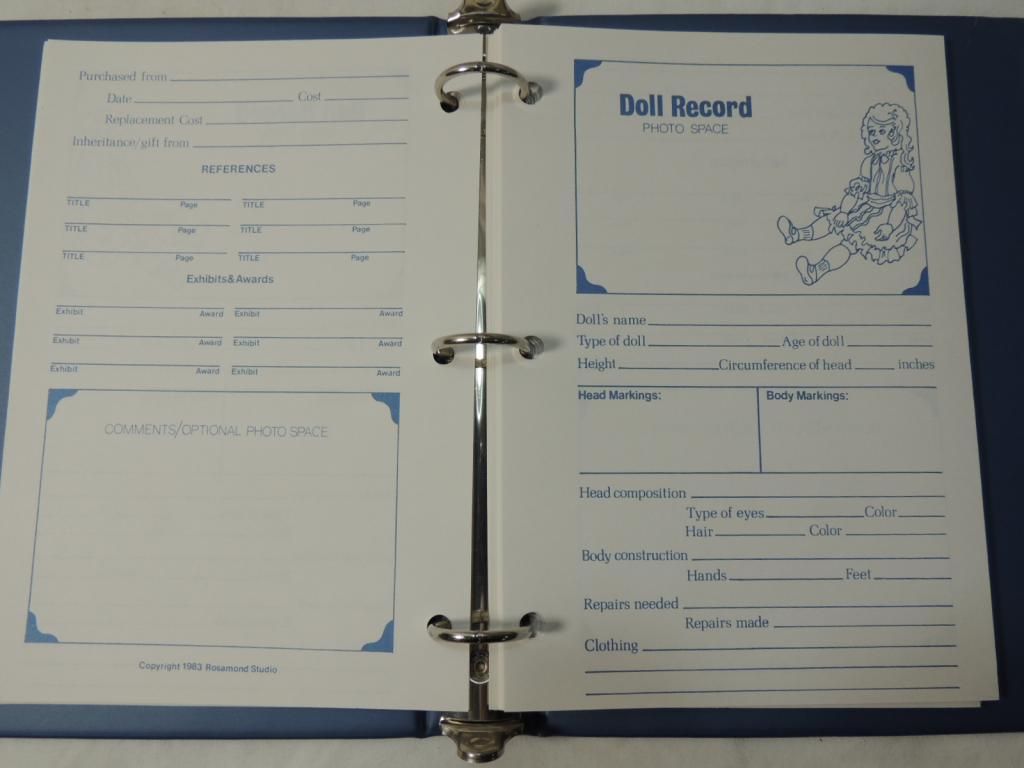 Purchased from
Date Cost
Replacement Cost
Inheritance/gift from
REFERENCES
TITLE Page TITLE Page
TITLE Page TITLE Page
TITLE Page TITLE Page
Exhibits&Awards
Exhibit Award Exhibit Award
Exhibit Award Exhibit Award
Exhibit Award Exhibit Award
COMMENTS/OPTIONAL PHOTO SPACE
Copyright 1983 Rosamond Studio
Doll Record
PHOTO SPACE
Doll's name
Type of doll Age of doll
Height Circumference of head inches
Head Markings: Body Markings:
Head composition
Type of eyes Color
Hair Color
Body construction
Hands Feet
Repairs needed
Repairs made
Clothing